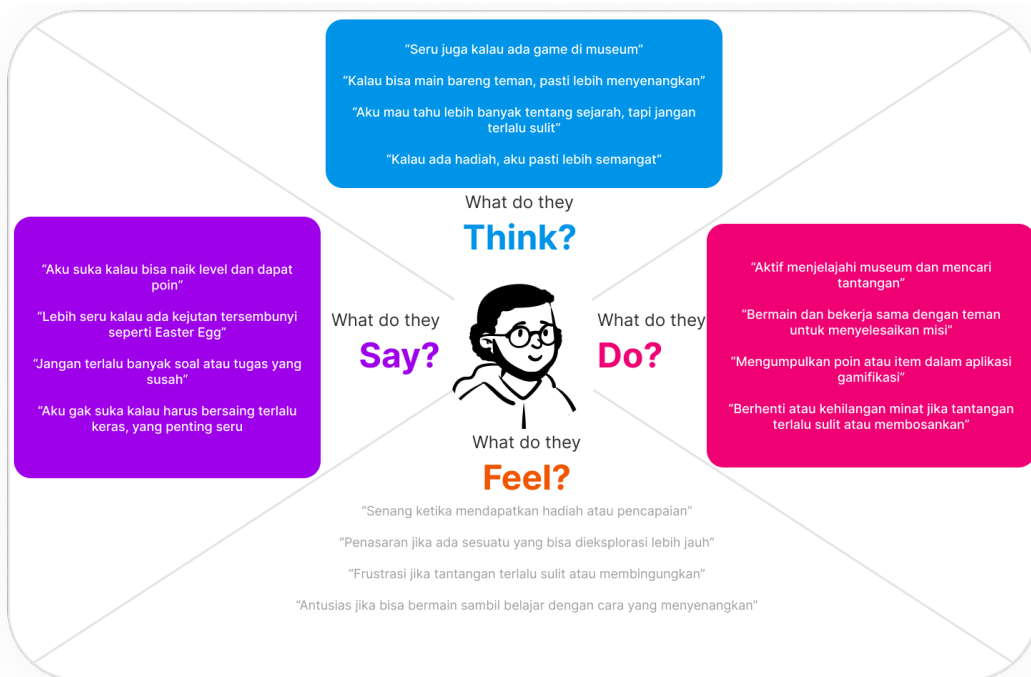 “Seru juga kalau ada game di museum”
“Kalau bisa main bareng teman, pasti lebih menyenangkan”
“Aku mau tahu lebih banyak tentang sejarah, tapi jangan
terlalu sulit”
“Kalau ada hadiah, aku pasti lebih semangat”
What do they
Think?
“Aku suka kalau bisa naik level dan dapat
poin”
“Lebih seru kalau ada kejutan tersembunyi
seperti Easter Egg”
“Jangan terlalu banyak soal atau tugas yang
susah”
“Aku gak suka kalau harus bersaing terlalu
keras, yang penting seru
What do they
Say?
What do they
Do?
“Aktif menjelajahi museum dan mencari
tantangan”
“Bermain dan bekerja sama dengan teman
untuk menyelesaikan misi”
“Mengumpulkan poin atau item dalam aplikasi
gamifikasi”
“Berhenti atau kehilangan minat jika tantangan
terlalu sulit atau membosankan”
What do they
Feel?
“Senang ketika mendapatkan hadiah atau pencapaian”
“Penasaran jika ada sesuatu yang bisa dieksplorasi lebih jauh”
“Frustrasi jika tantangan terlalu sulit atau membingungkan”
“Antusias jika bisa bermain sambil belajar dengan cara yang menyenangkan”